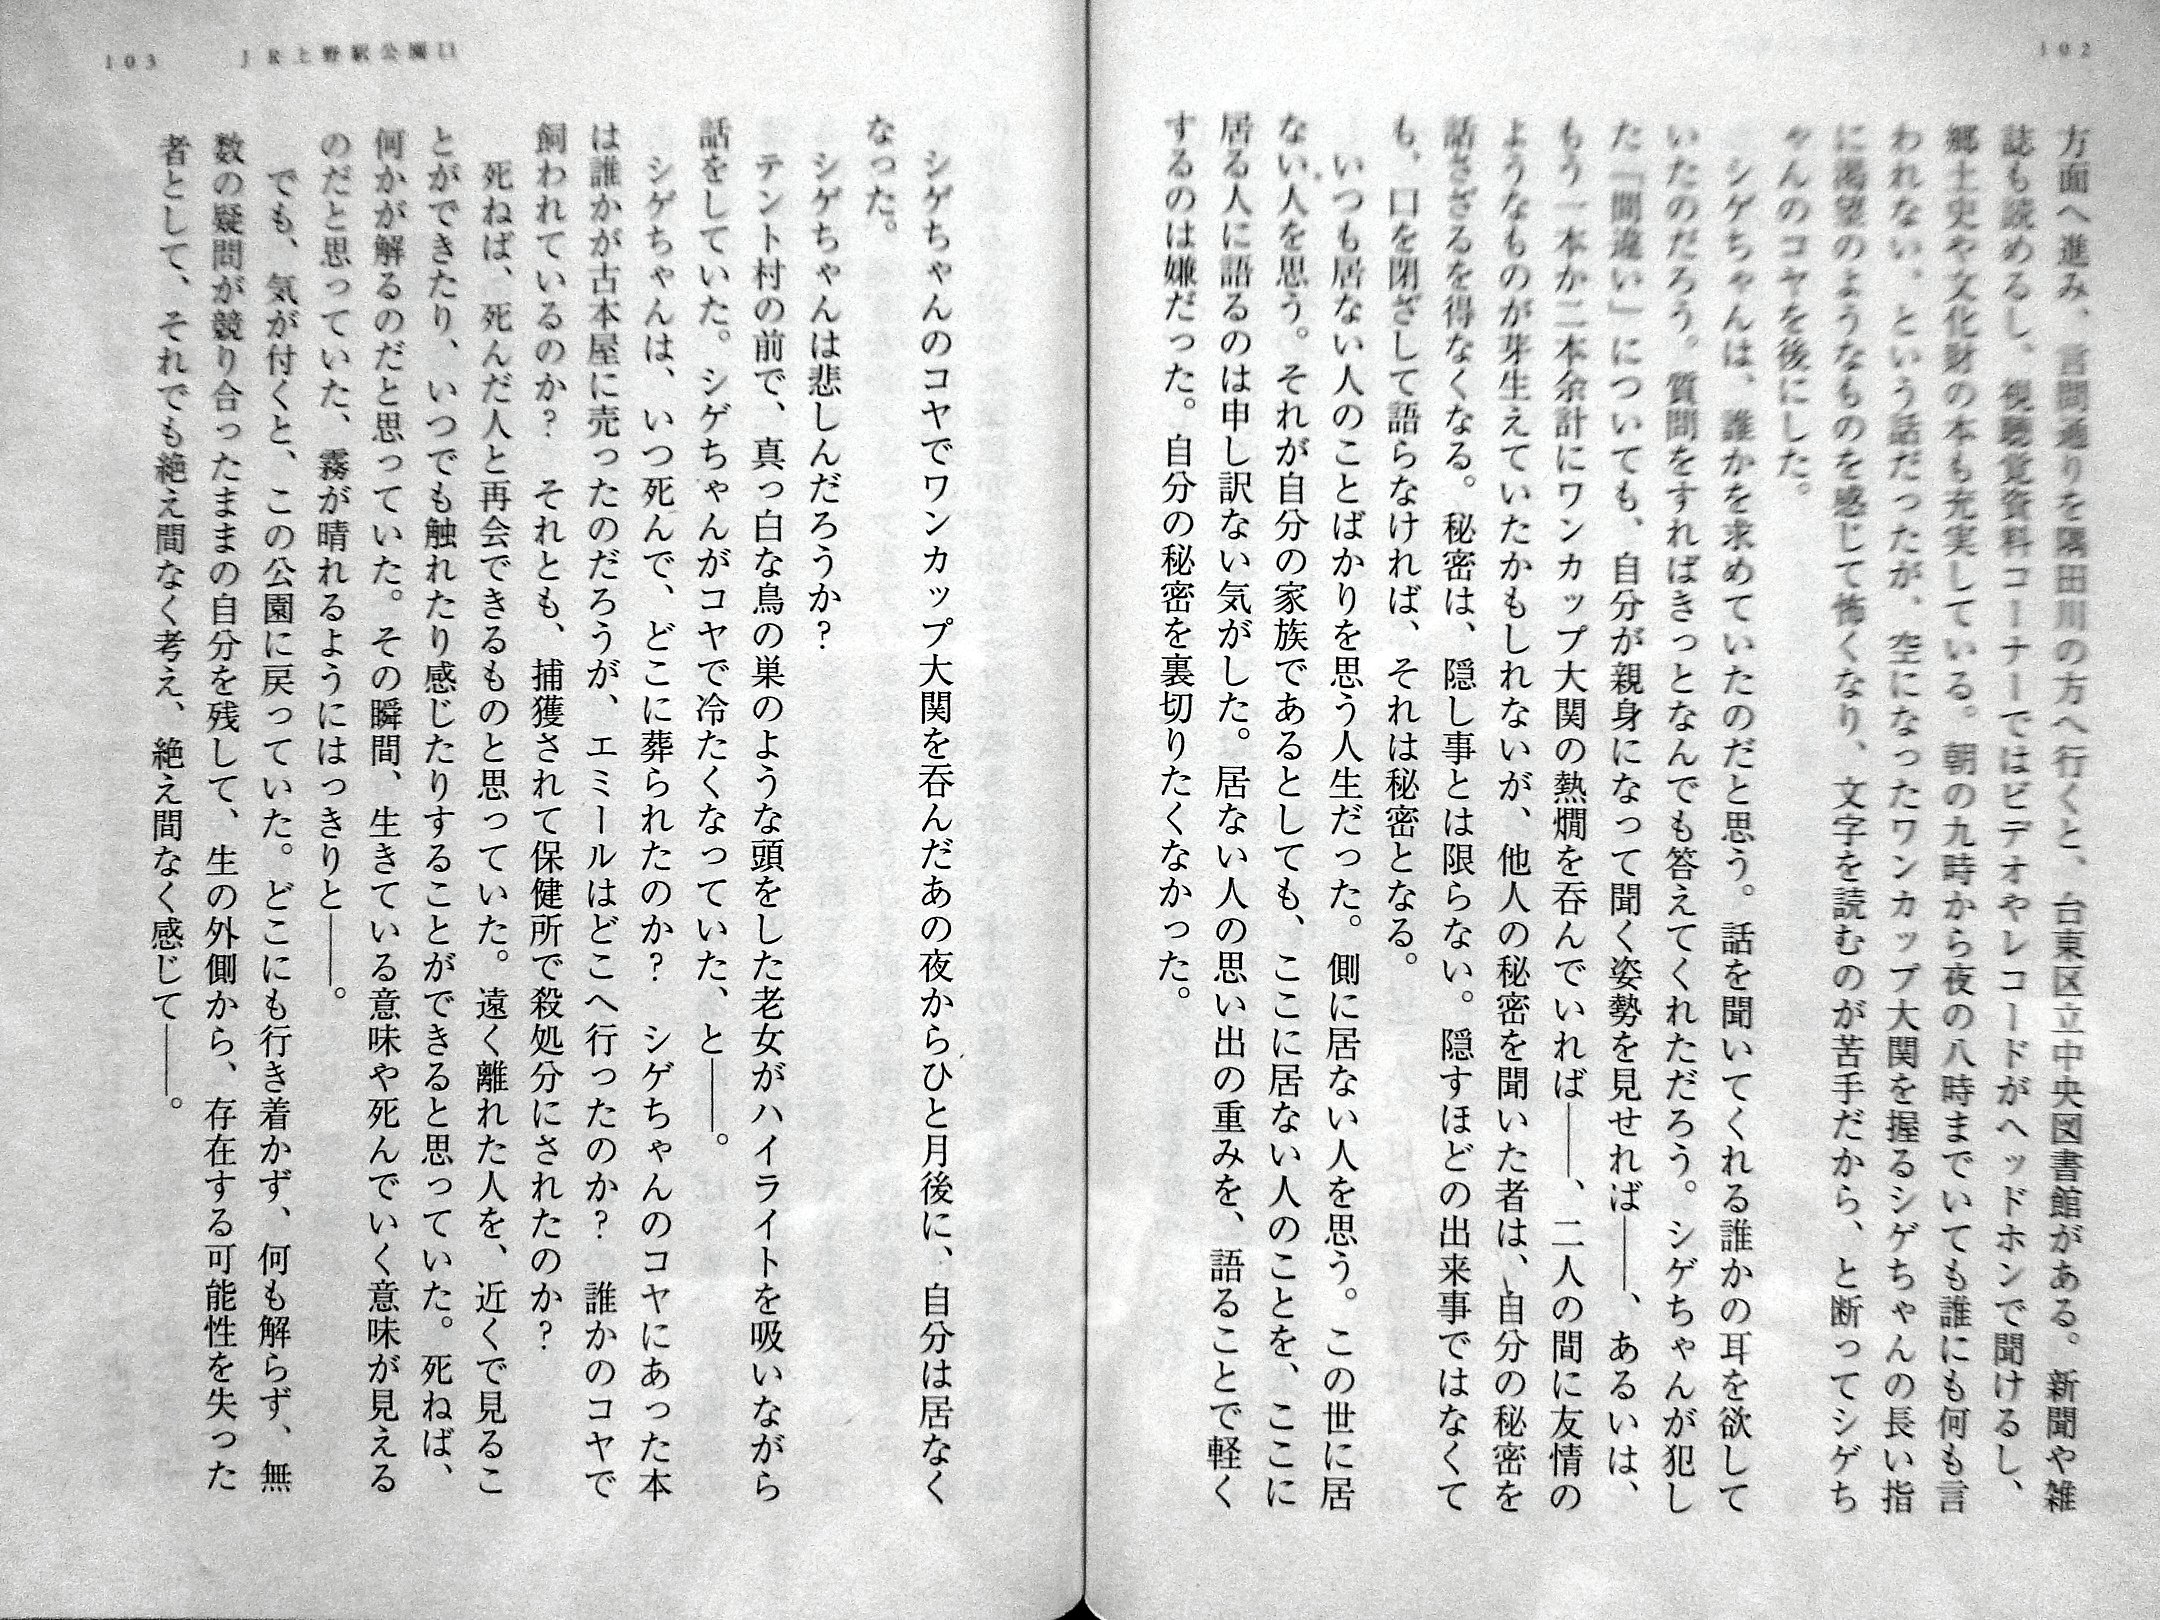 102
方面へ進み、言問通りを隅田川の方へ行くと、台東区立中央図書館がある。新聞や雑
誌も読めるし、視聴覚資料コーナーではビデオやレコードがヘッドホンで聞けるし、
郷土史や文化財の本も充実している。朝の九時から夜の八時までいても誰にも何も言
われない、という話だったが、空になったワンカップ大関を握るシゲちゃんの長い指
に渇望のようなものを感じて怖くなり、文字を読むのが苦手だから、と断ってシゲち
ゃんのコヤを後にした。
シゲちゃんは、誰かを求めていたのだと思う。話を聞いてくれる誰かの耳を欲して
いたのだろう。質問をすればきっとなんでも答えてくれただろう。シゲちゃんが犯し
た「間違い」についても、自分が親身になって聞く姿勢を見せれば――、あるいは、
もう一本か二本余計にワンカップ大関の熱燗を呑んでいれば――、二人の間に友情の
ようなものが芽生えていたかもしれないが、他人の秘密を聞いた者は、自分の秘密を
話さざるを得なくなる。秘密は、隠し事とは限らない。隠すほどの出来事ではなくて
も、口を閉ざして語らなければ、それは秘密となる。
いつも居ない人のことばかりを思う人生だった。側に居ない人を思う。この世に居
ない人を思う。それが自分の家族であるとしても、ここに居ない人のことを、ここに
居る人に語るのは申し訳ない気がした。居ない人の思い出の重みを、語ることで軽く
するのは嫌だった。自分の秘密を裏切りたくなかった。
103 JR上野駅公園口
シゲちゃんのコヤでワンカップ大関を呑んだあの夜からひと月後に、自分は居なく
なった。
シゲちゃんは悲しんだろうか？
テント村の前で、真っ白な鳥の巣のような頭をした老女がハイライトを吸いながら
話をしていた。シゲちゃんがコヤで冷たくなっていた、と――。
シゲちゃんは、いつ死んで、どこに葬られたのか？　シゲちゃんのコヤにあった本
は誰かが古本屋に売ったのだろうが、エミールはどこへ行ったのか？　誰かのコヤで
飼われているのか？　それとも、捕獲されて保健所で殺処分にされたのか？
死ねば、死んだ人と再会できるものと思っていた。遠く離れた人を、近くで見るこ
とができたり、いつでも触れたり感じたりすることができると思っていた。死ねば、
何かが解るのだと思っていた。その瞬間、生きている意味や死んでいく意味が見える
のだと思っていた、霧が晴れるようにはっきりと――。
でも、気が付くと、この公園に戻っていた。どこにも行き着かず、何も解らず、無
数の疑問が競り合ったままの自分を残して、生の外側から、存在する可能性を失った
者として、それでも絶え間なく考え、絶え間なく感じて――。